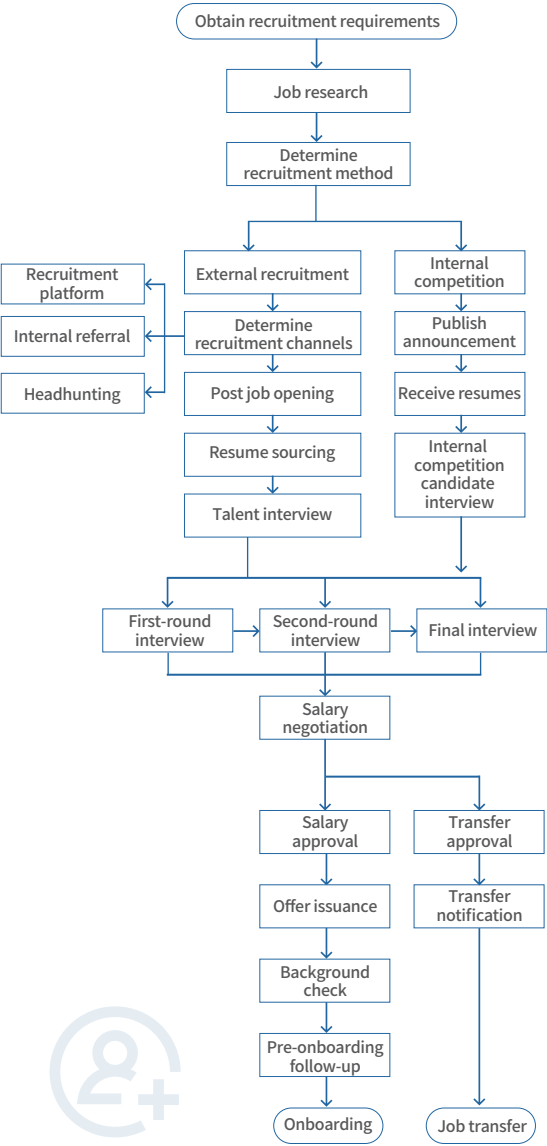 Obtain recruitment requirements
Job research
Determine
recruitment method
External recruitment
Internal
competition
Recruitment
platform
Internal referral
Headhunting
Determine
recruitment channels
Publish
announcement
Post job opening
Receive resumes
Resume sourcing
Internal
competition
candidate
interview
Talent interview
First-round
interview
Second-round
interview
Final interview
Salary
negotiation
Salary
approval
Transfer
approval
Offer issuance
Transfer
notification
Background
check
Pre-onboarding
follow-up
Onboarding
Job transfer